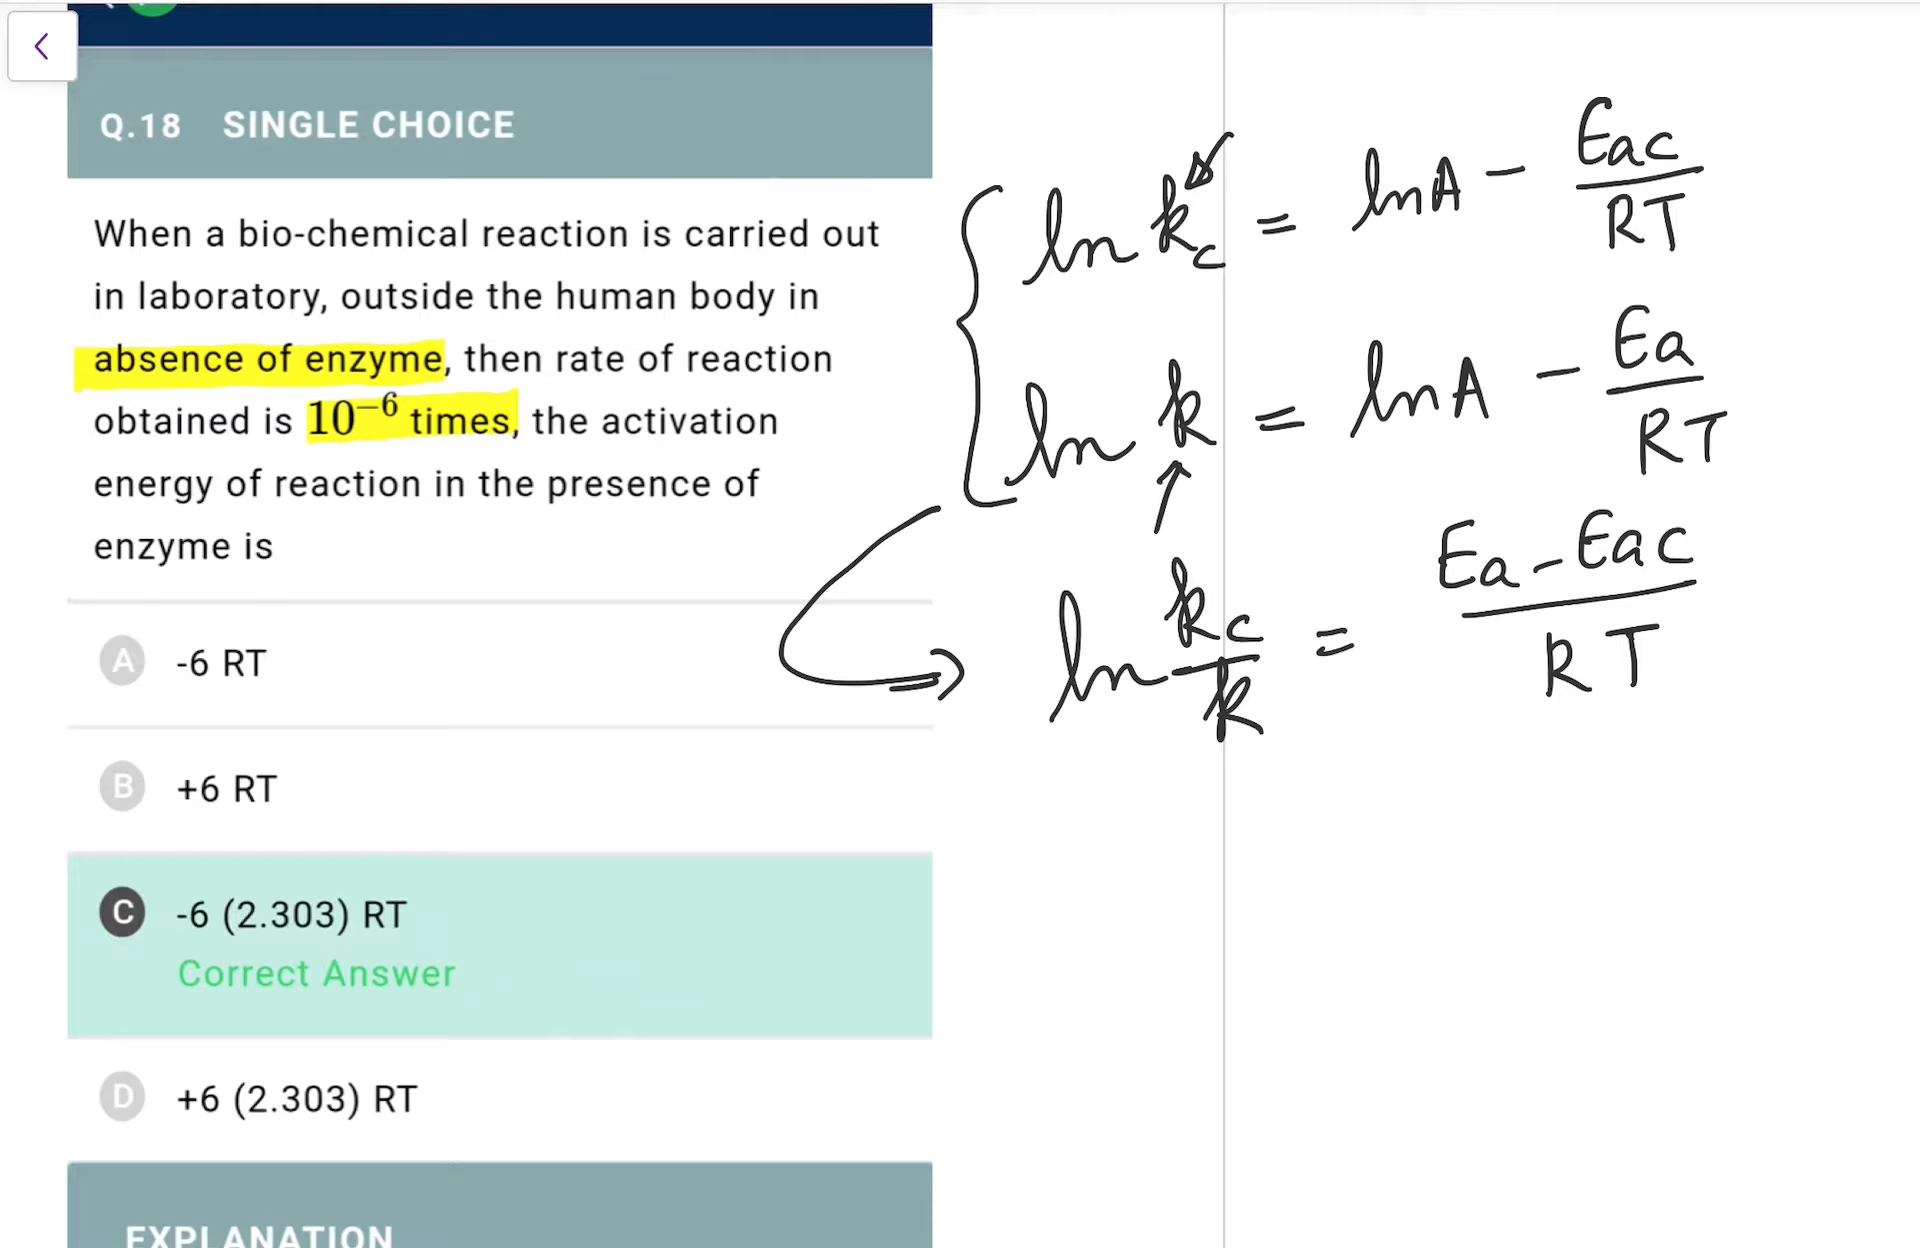 Q.18 SINGLE CHOICE
When a bio-chemical reaction is carried out
in laboratory, outside the human body in
absence of enzyme, then rate of reaction
obtained is 10⁻⁶ times, the activation
energy of reaction in the presence of
enzyme is
A -6 RT
B +6 RT
C -6 (2.303) RT
Correct Answer
D +6 (2.303) RT
EXPLANATION
ln kc = lnA - Eac/RT
ln k = lnA - Ea/RT
ln kc/k = Ea - Eac/RT